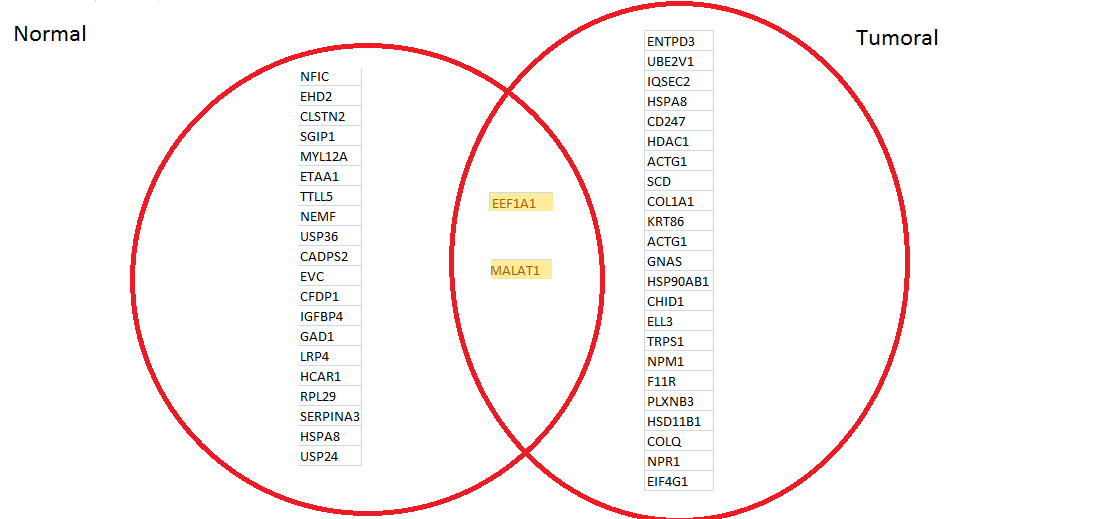 Normal
NFIC
EHD2
CLSTN2
SGIP1
MYL12A
ETAA1
TTLL5
NEMF
USP36
CADPS2
EVC
CFDP1
IGFBP4
GAD1
LRP4
HCAR1
RPL29
SERPINA3
HSPA8
USP24
EEF1A1
MALAT1
Tumoral
ENTPD3
UBE2V1
IQSEC2
HSPA8
CD247
HDAC1
ACTG1
SCD
COL1A1
KRT86
ACTG1
GNAS
HSP90AB1
CHID1
ELL3
TRPS1
NPM1
F11R
PLXNB3
HSD11B1
COLQ
NPR1
EIF4G1